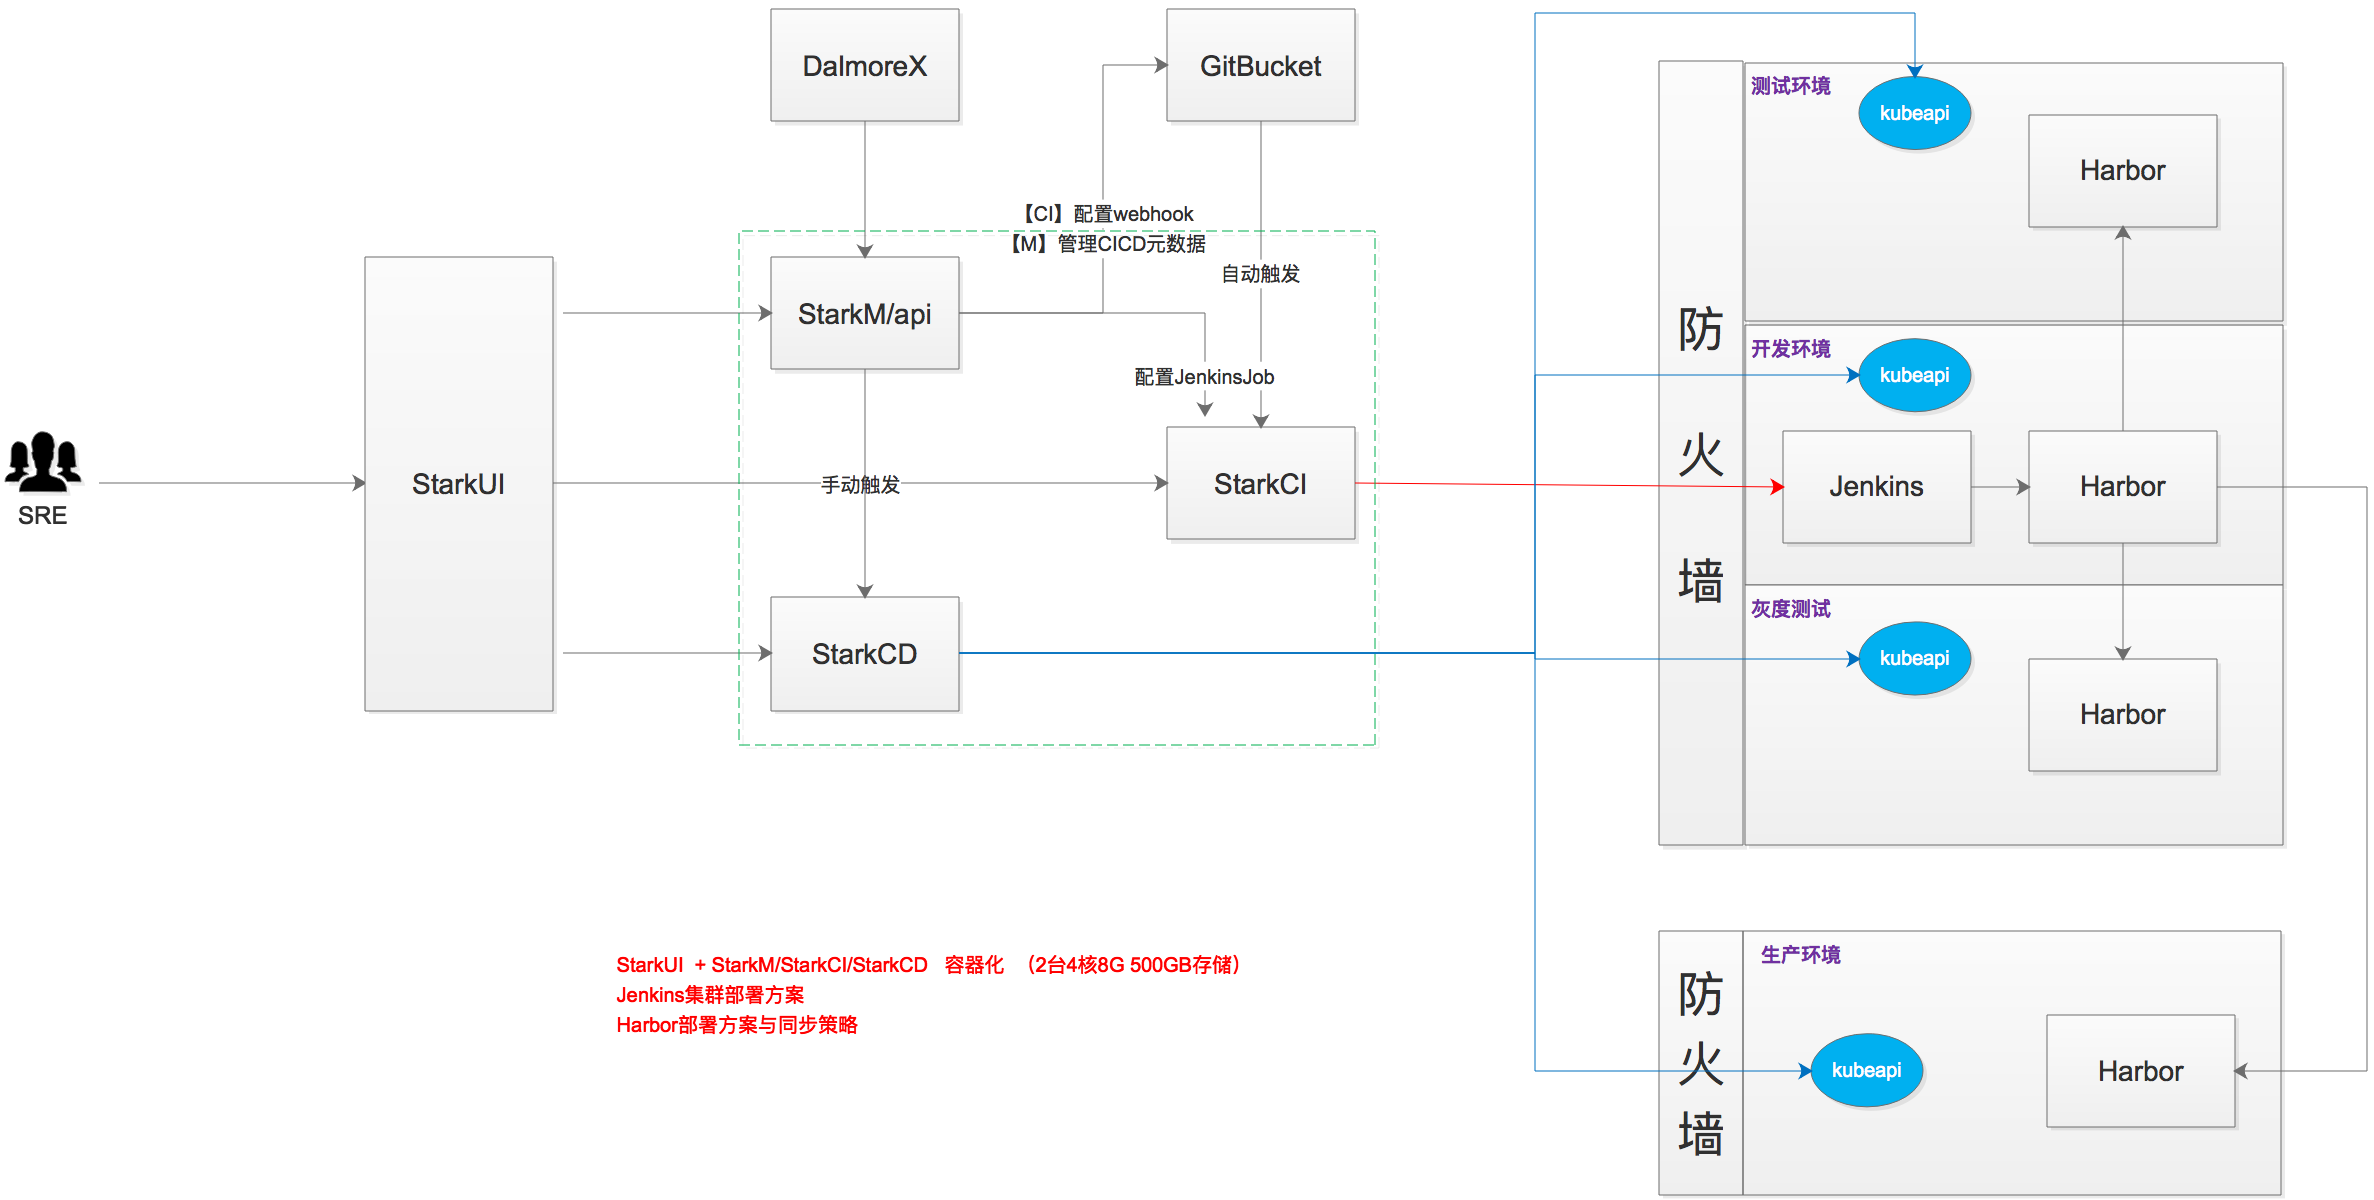 DalmoreX
GitBucket
测试环境
kubeapi
Harbor
【CI】配置webhook
【M】管理CICD元数据
自动触发
StarkM/api
防
火
墙
开发环境
kubeapi
配置JenkinsJob
SRE
StarkUI
手动触发
StarkCI
Jenkins
Harbor
灰度测试
StarkCD
kubeapi
Harbor
StarkUI + StarkM/StarkCI/StarkCD 容器化 （2台4核8G 500GB存储）
Jenkins集群部署方案
Harbor部署方案与同步策略
防
火
墙
生产环境
kubeapi
Harbor